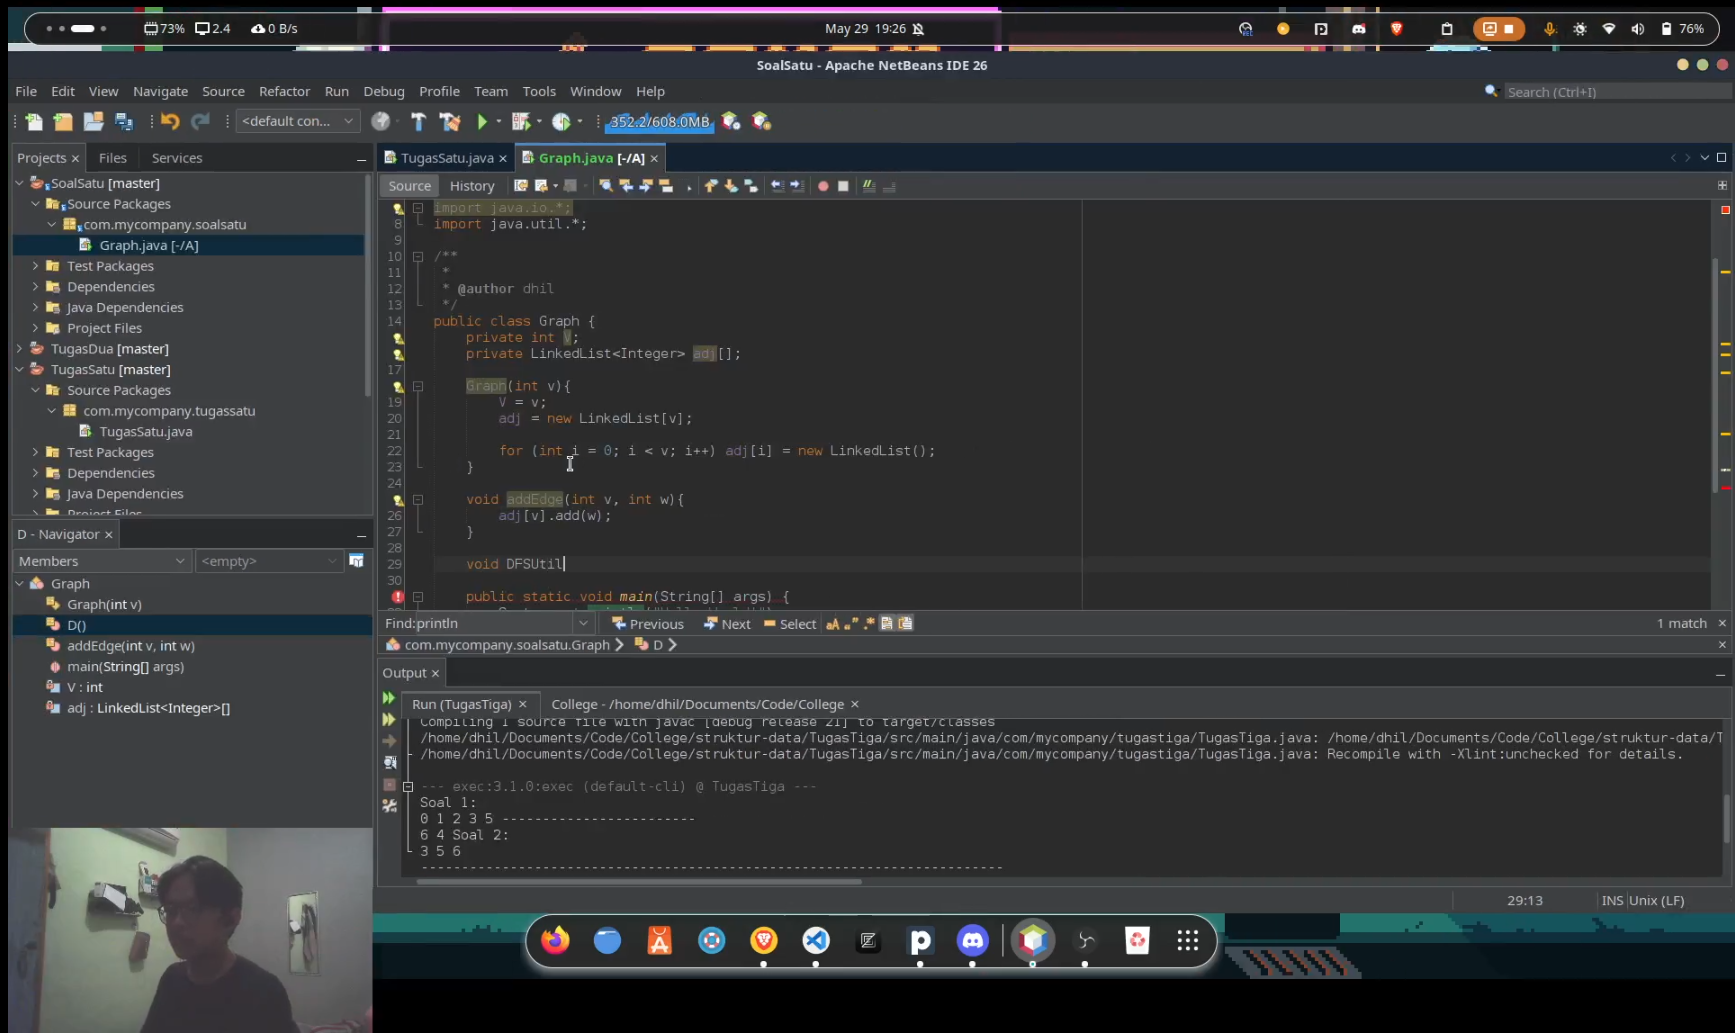 73% 2.4 0 B/s May 29 19:26 76%
SoalSatu - Apache NetBeans IDE 26
File Edit View Navigate Source Refactor Run Debug Profile Team Tools Window Help Search (Ctrl+I)
<default con... 352.2/608.0MB
Projects Files Services
SoalSatu [master]
Source Packages
com.mycompany.soalsatu
Graph.java [-/A]
Test Packages
Dependencies
Java Dependencies
Project Files
TugasDua [master]
TugasSatu [master]
Source Packages
com.mycompany.tugassatu
TugasSatu.java
Test Packages
Dependencies
Java Dependencies
Project Files
D - Navigator
Members <empty>
Graph
Graph(int v)
D()
addEdge(int v, int w)
main(String[] args)
V : int
adj : LinkedList<Integer>[]
TugasSatu.java Graph.java [-/A]
Source History
import java.io.*;
8 import java.util.*;
9
10 /**
11 *
12 * @author dhil
13 */
14 public class Graph {
private int V;
private LinkedList<Integer> adj[];
17
Graph(int v){
19 V = v;
20 adj = new LinkedList[v];
21
22 for (int i = 0; i < v; i++) adj[i] = new LinkedList();
23 }
24
void addEdge(int v, int w){
26 adj[v].add(w);
27 }
28
29 void DFSUtil
30
public static void main(String[] args) {
Find: println Previous Next Select 1 match
com.mycompany.soalsatu.Graph D
Output
Run (TugasTiga) College - /home/dhil/Documents/Code/College
Compiling 1 source file with javac [debug release 21] to target/classes
/home/dhil/Documents/Code/College/struktur-data/TugasTiga/src/main/java/com/mycompany/tugastiga/TugasTiga.java: /home/dhil/Documents/Code/College/struktur-data/T
/home/dhil/Documents/Code/College/struktur-data/TugasTiga/src/main/java/com/mycompany/tugastiga/TugasTiga.java: Recompile with -Xlint:unchecked for details.
--- exec:3.1.0:exec (default-cli) @ TugasTiga ---
Soal 1:
0 1 2 3 5 ------------------------
6 4 Soal 2:
3 5 6
-----------------------------------------------------------------
29:13 INS Unix (LF)